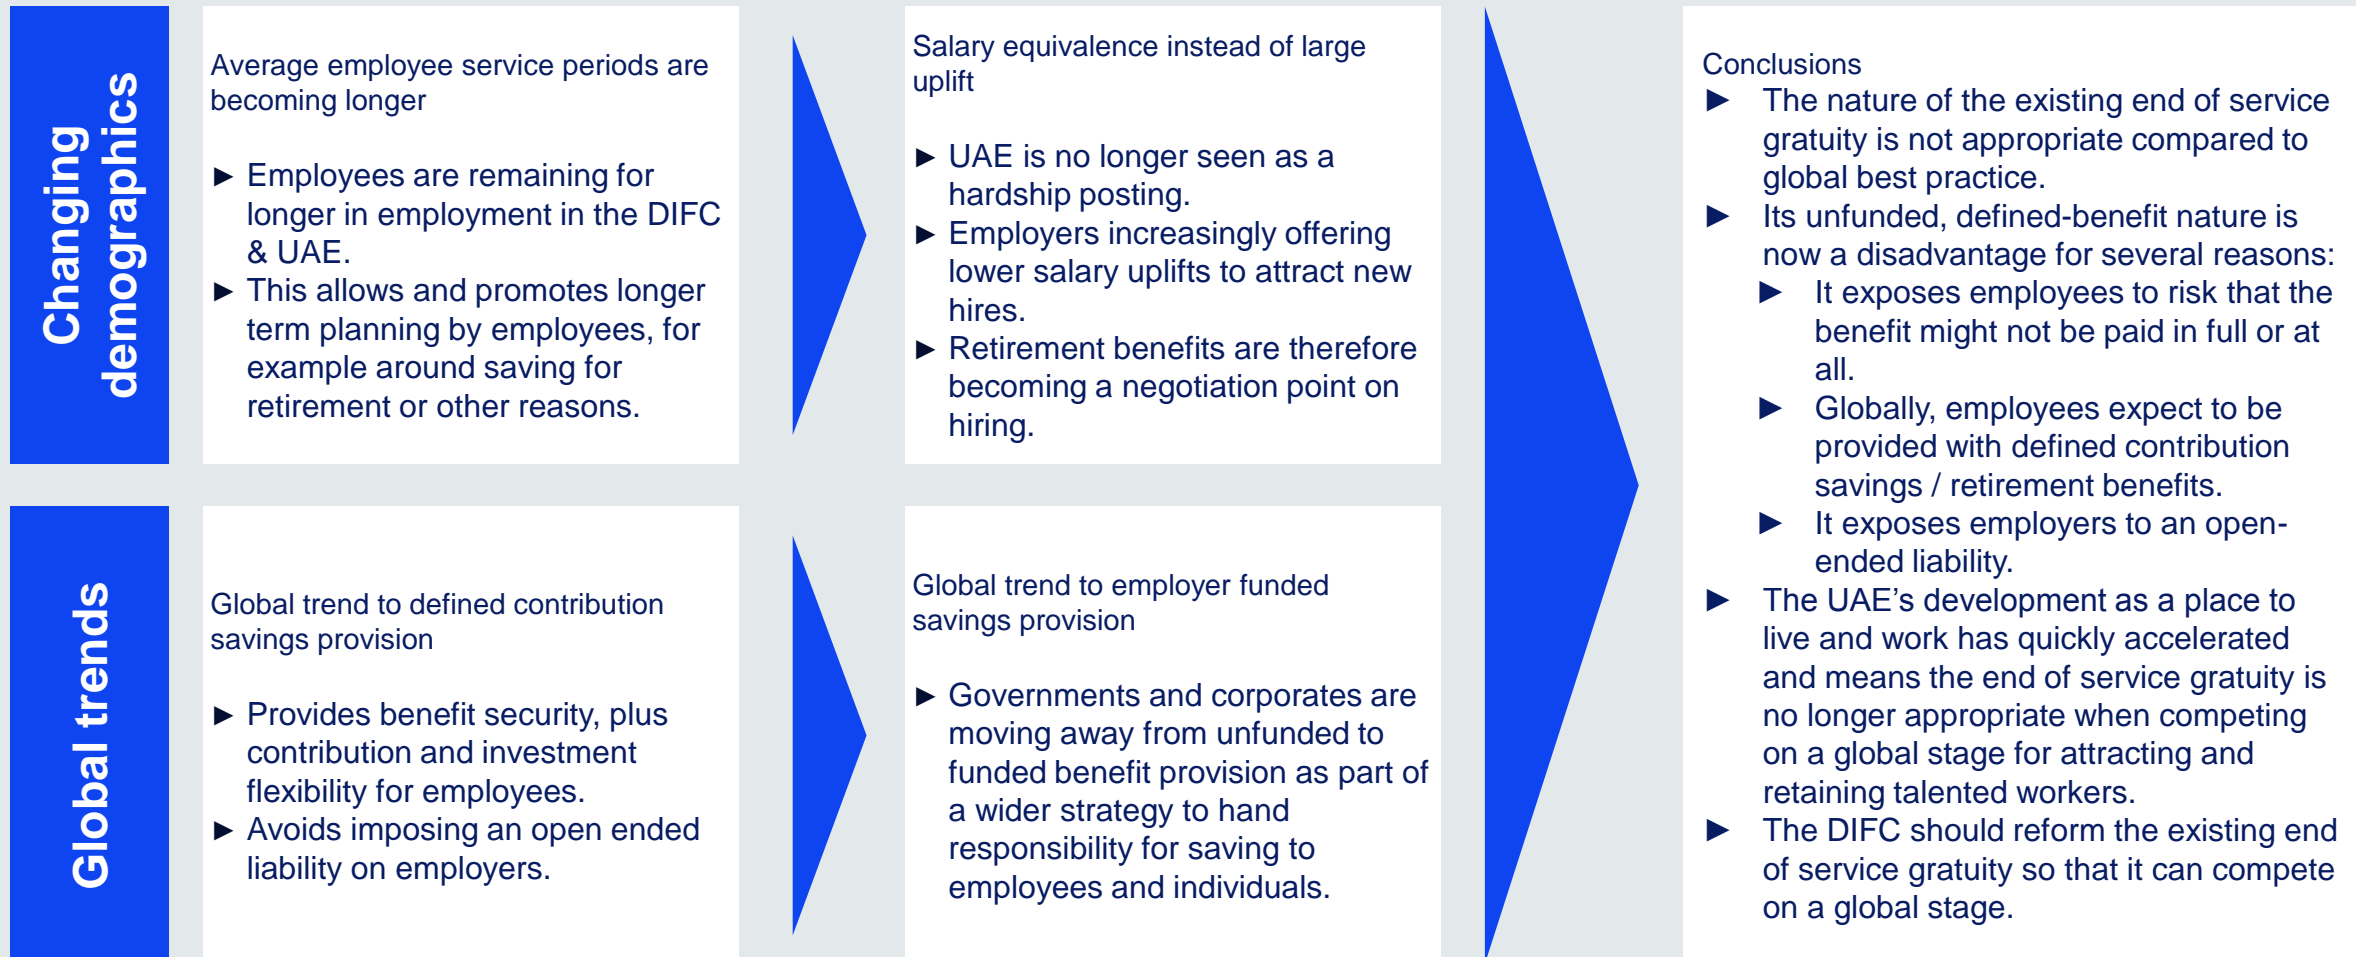 Changing
demographics
Average employee service periods are
becoming longer
► Employees are remaining for
longer in employment in the DIFC
& UAE.
► This allows and promotes longer
term planning by employees, for
example around saving for
retirement or other reasons.
Salary equivalence instead of large
uplift
► UAE is no longer seen as a
hardship posting.
► Employers increasingly offering
lower salary uplifts to attract new
hires.
► Retirement benefits are therefore
becoming a negotiation point on
hiring.
Global trends
Global trend to defined contribution
savings provision
► Provides benefit security, plus
contribution and investment
flexibility for employees.
► Avoids imposing an open ended
liability on employers.
Global trend to employer funded
savings provision
► Governments and corporates are
moving away from unfunded to
funded benefit provision as part of
a wider strategy to hand
responsibility for saving to
employees and individuals.
Conclusions
► The nature of the existing end of service
gratuity is not appropriate compared to
global best practice.
► Its unfunded, defined-benefit nature is
now a disadvantage for several reasons:
► It exposes employees to risk that the
benefit might not be paid in full or at
all.
► Globally, employees expect to be
provided with defined contribution
savings / retirement benefits.
► It exposes employers to an open-
ended liability.
► The UAE’s development as a place to
live and work has quickly accelerated
and means the end of service gratuity is
no longer appropriate when competing
on a global stage for attracting and
retaining talented workers.
► The DIFC should reform the existing end
of service gratuity so that it can compete
on a global stage.